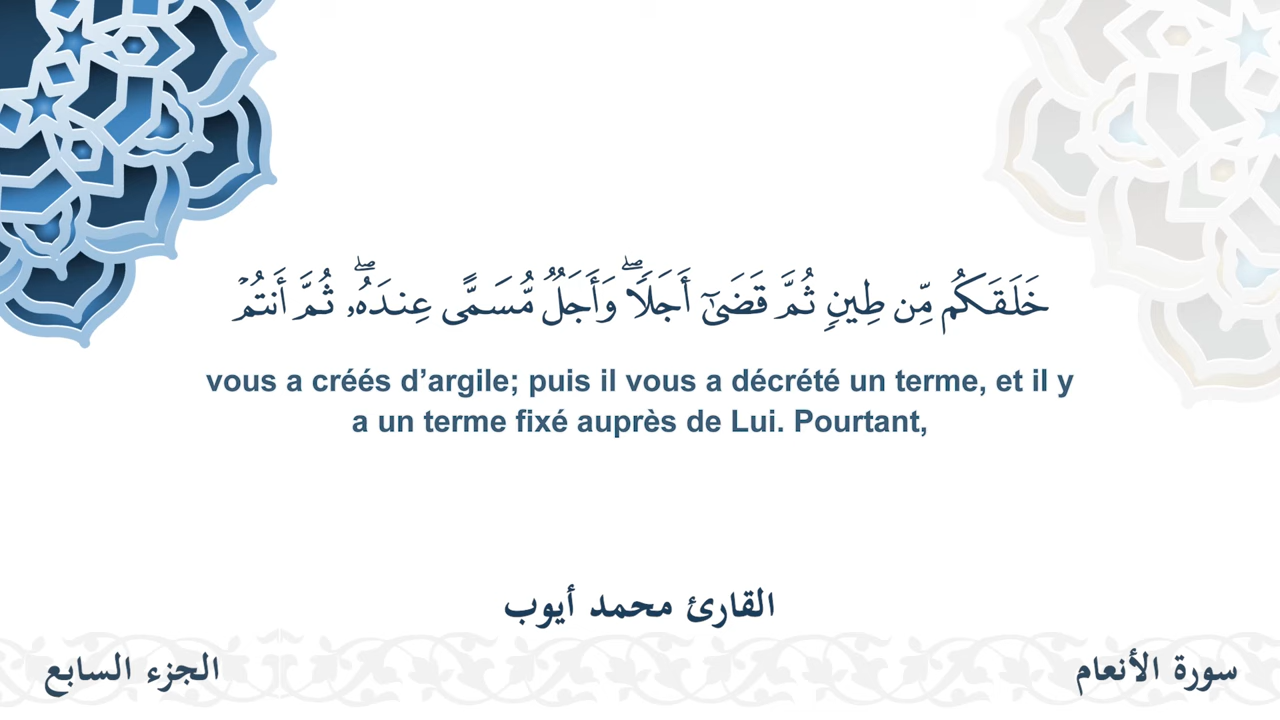 خَلَقَكُم مِّن طِينٍ ثُمَّ قَضَىٰٓ أَجَلًا ۖ وَأَجَلٌ مُّسَمًّى عِندَهُۥ ۖ ثُمَّ أَنتُمْ
vous a créés d’argile; puis il vous a décrété un terme, et il y
a un terme fixé auprès de Lui. Pourtant,
القارئ محمد أيوب
سورة الأنعام
الجزء السابع